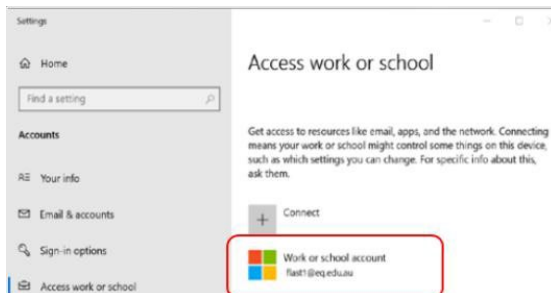 Settings
Home
Find a setting
Accounts
Your info
Email & accounts
Sign-in options
Access work or school
Access work or school
Get access to resources like email, apps, and the network. Connecting
means your work or school might control some things on this device,
such as which settings you can change. For specific info about this,
ask them.
Connect
Work or school account
flast1@eq.edu.au